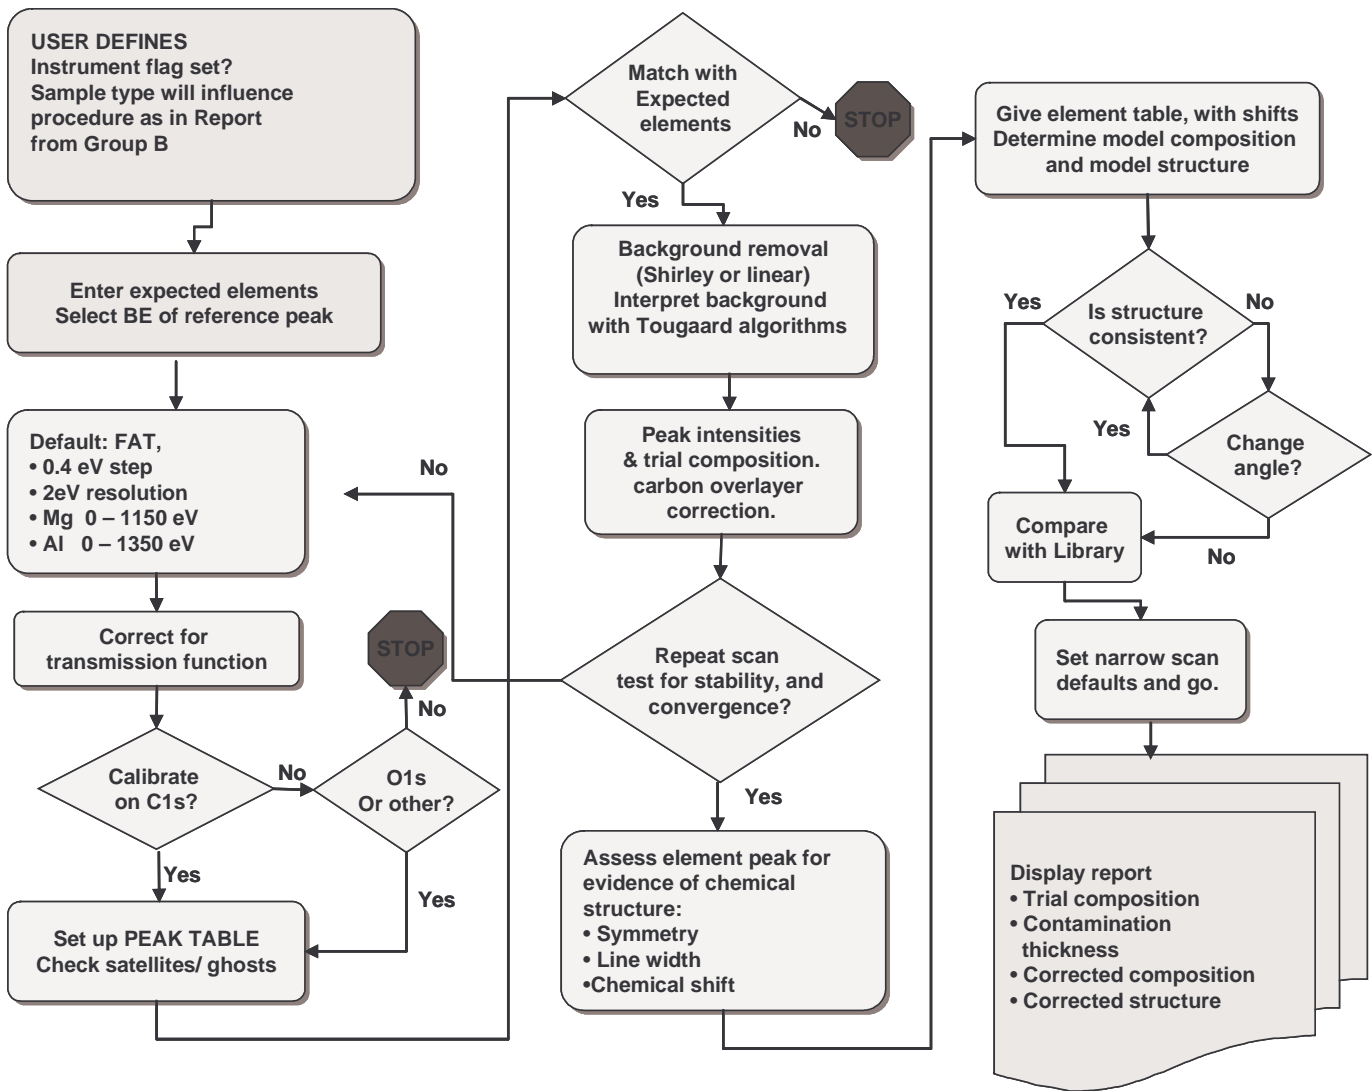 USER DEFINES
Instrument flag set?
Sample type will influence
procedure as in Report
from Group B
Enter expected elements
Select BE of reference peak
Default: FAT,
• 0.4 eV step
• 2eV resolution
• Mg 0 – 1150 eV
• Al 0 – 1350 eV
Correct for
transmission function
Calibrate
on C1s?
No
Yes
O1s
Or other?
No
STOP
Yes
Set up PEAK TABLE
Check satellites/ ghosts
Match with
Expected
elements
No
STOP
Yes
Background removal
(Shirley or linear)
Interpret background
with Tougaard algorithms
Peak intensities
& trial composition.
carbon overlayer
correction.
Repeat scan
test for stability, and
convergence?
No
Yes
Assess element peak for
evidence of chemical
structure:
• Symmetry
• Line width
•Chemical shift
Give element table, with shifts
Determine model composition
and model structure
Is structure
consistent?
Yes
No
Change
angle?
Yes
No
Compare
with Library
Set narrow scan
defaults and go.
Display report
• Trial composition
• Contamination
thickness
• Corrected composition
• Corrected structure